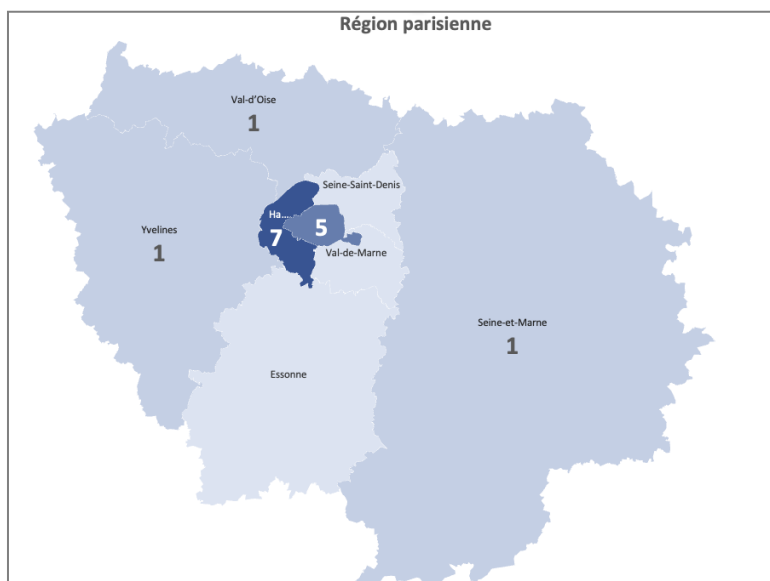 Région parisienne
Val-d'Oise
1
Seine-Saint-Denis
Ha....
7
5
Yvelines
1
Val-de-Marne
Seine-et-Marne
1
Essonne